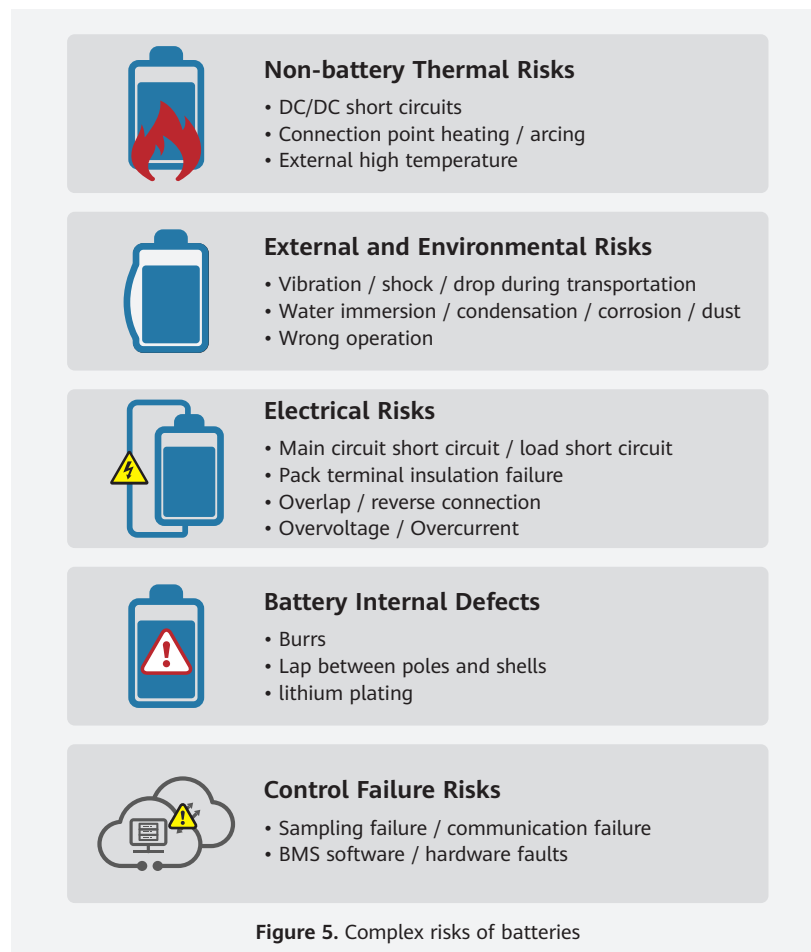 Non-battery Thermal Risks
• DC/DC short circuits
• Connection point heating / arcing
• External high temperature
External and Environmental Risks
• Vibration / shock / drop during transportation
• Water immersion / condensation / corrosion / dust
• Wrong operation
Electrical Risks
• Main circuit short circuit / load short circuit
• Pack terminal insulation failure
• Overlap / reverse connection
• Overvoltage / Overcurrent
Battery Internal Defects
• Burrs
• Lap between poles and shells
• lithium plating
Control Failure Risks
• Sampling failure / communication failure
• BMS software / hardware faults
Figure 5. Complex risks of batteries